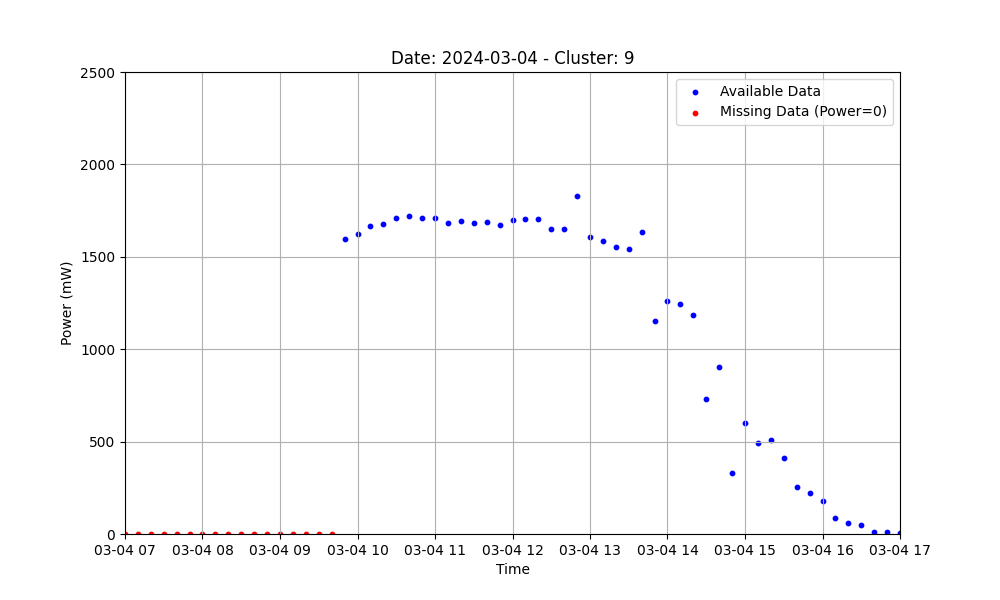 Date: 2024-03-04 - Cluster: 9
2500
2000
1500
1000
500
0
Power (mW)
Available Data
Missing Data (Power=0)
03-04 07 03-04 08 03-04 09 03-04 10 03-04 11 03-04 12 03-04 13 03-04 14 03-04 15 03-04 16 03-04 17
Time